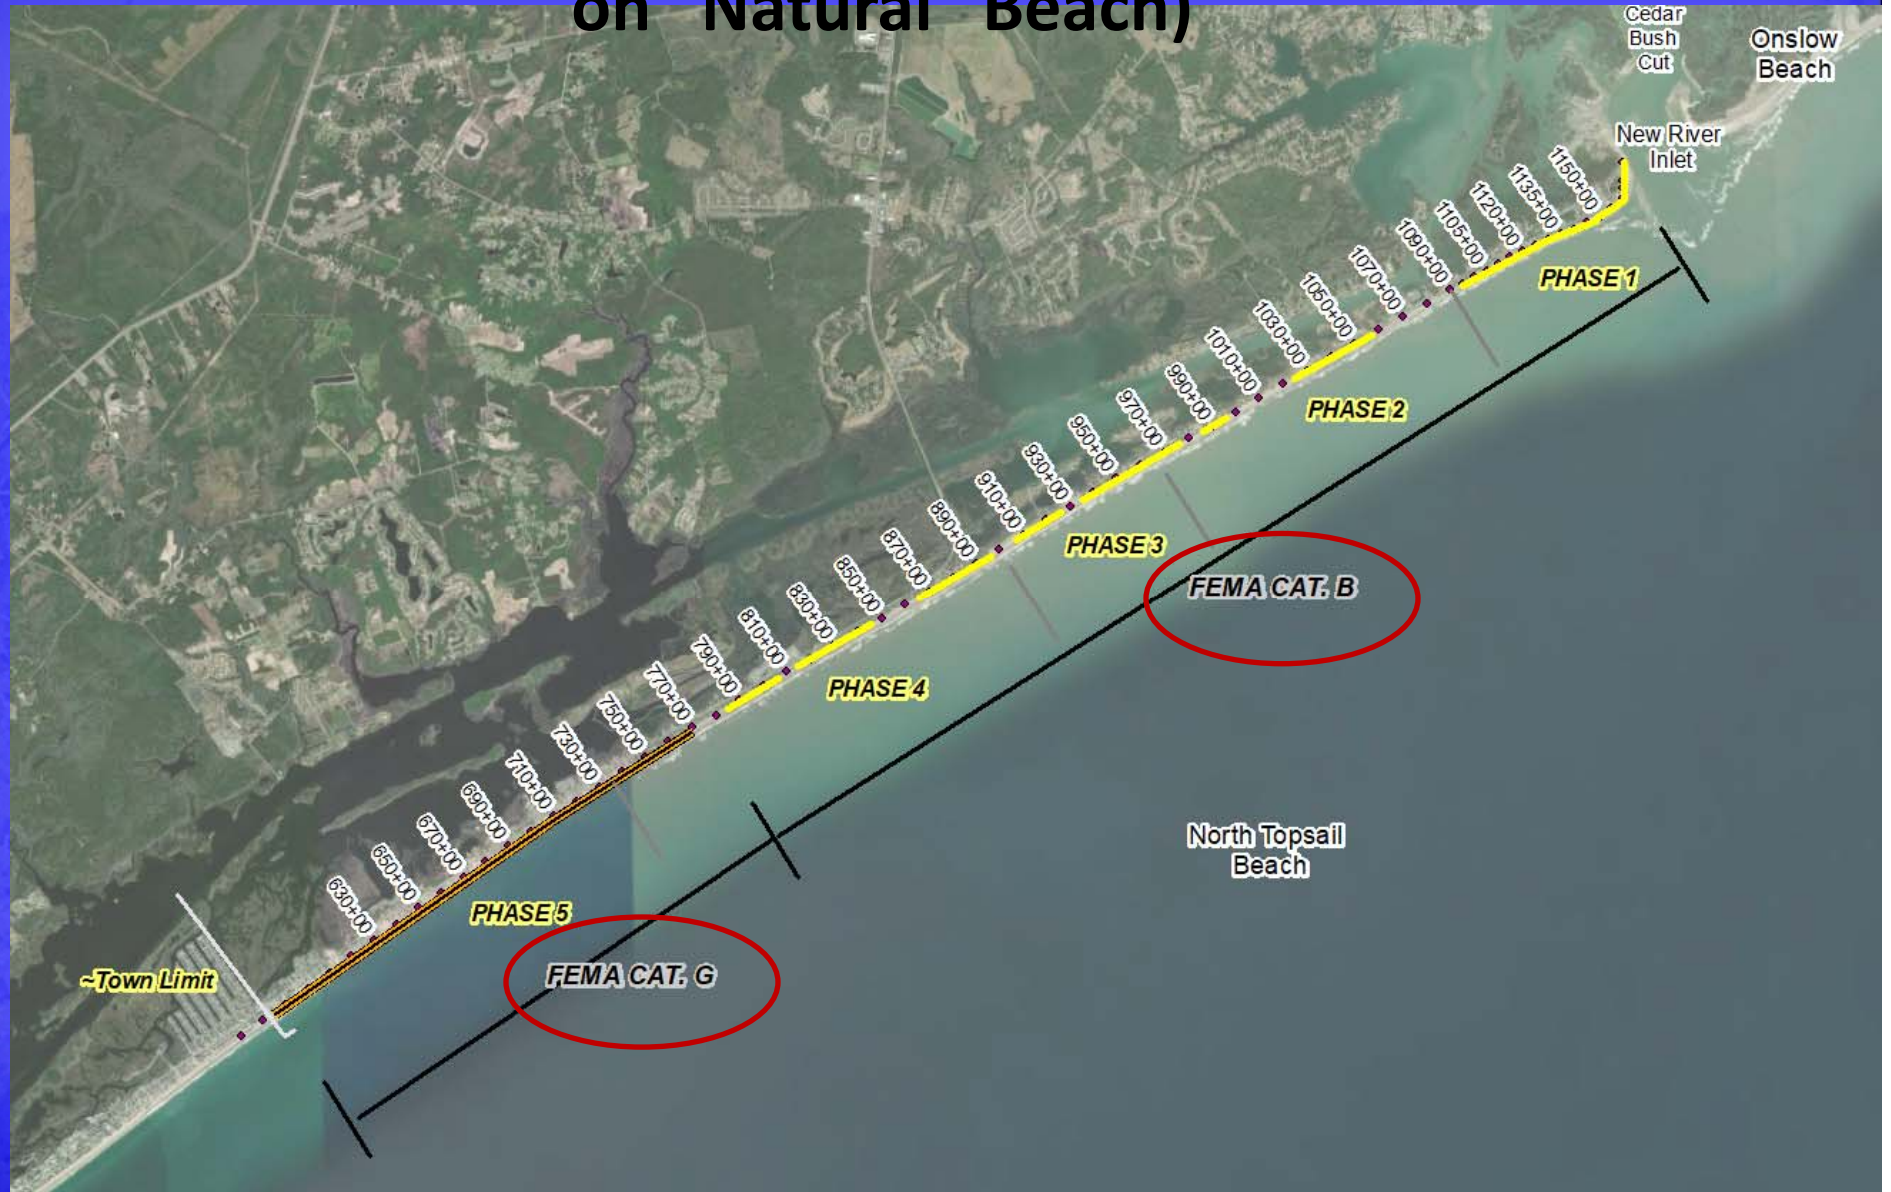 on Natural Beach)
Cedar
Bush
Cut
Onslow
Beach
New River
Inlet
1150+00
1135+00
1120+00
1105+00
1090+00
1070+00
1050+00
1030+00
1010+00
990+00
970+00
950+00
930+00
910+00
890+00
870+00
850+00
830+00
810+00
790+00
770+00
750+00
730+00
710+00
690+00
670+00
650+00
630+00
PHASE 1
PHASE 2
PHASE 3
FEMA CAT. B
PHASE 4
North Topsail
Beach
PHASE 5
FEMA CAT. G
~Town Limit